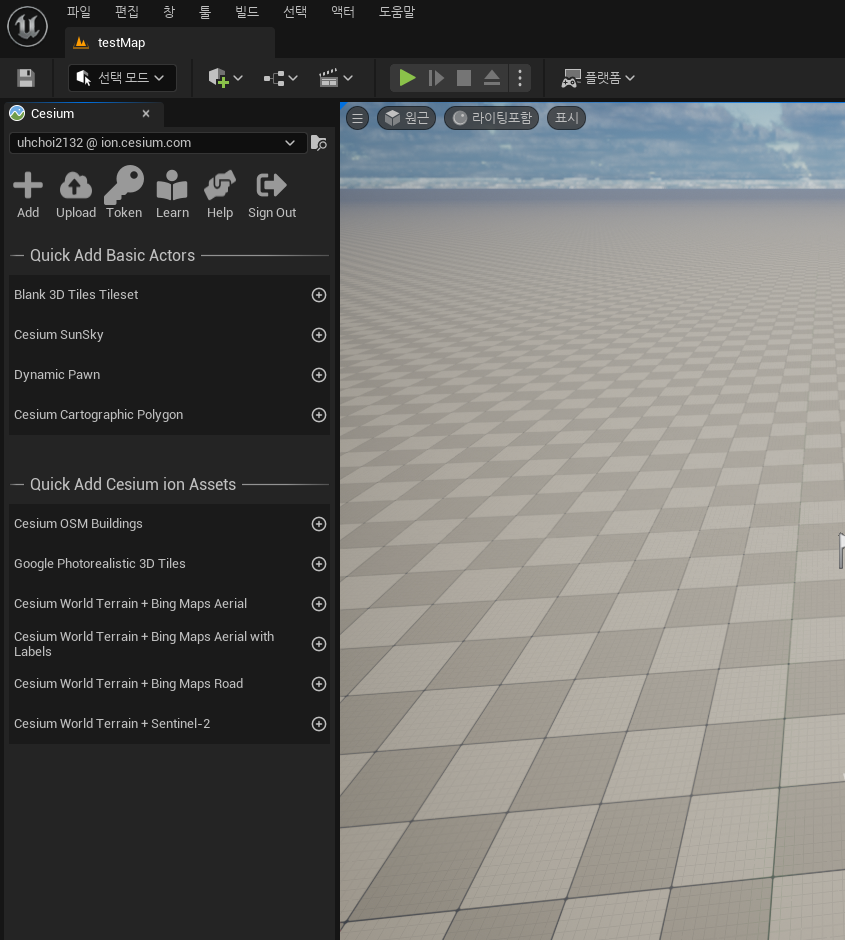 파일 편집 창 툴 빌드 선택 액터 도움말
testMap
선택 모드 플랫폼
Cesium
원근 라이팅포함 표시
uhchoi2132 @ ion.cesium.com
Add Upload Token Learn Help Sign Out
Quick Add Basic Actors
Blank 3D Tiles Tileset
Cesium SunSky
Dynamic Pawn
Cesium Cartographic Polygon
Quick Add Cesium ion Assets
Cesium OSM Buildings
Google Photorealistic 3D Tiles
Cesium World Terrain + Bing Maps Aerial
Cesium World Terrain + Bing Maps Aerial with
Labels
Cesium World Terrain + Bing Maps Road
Cesium World Terrain + Sentinel-2